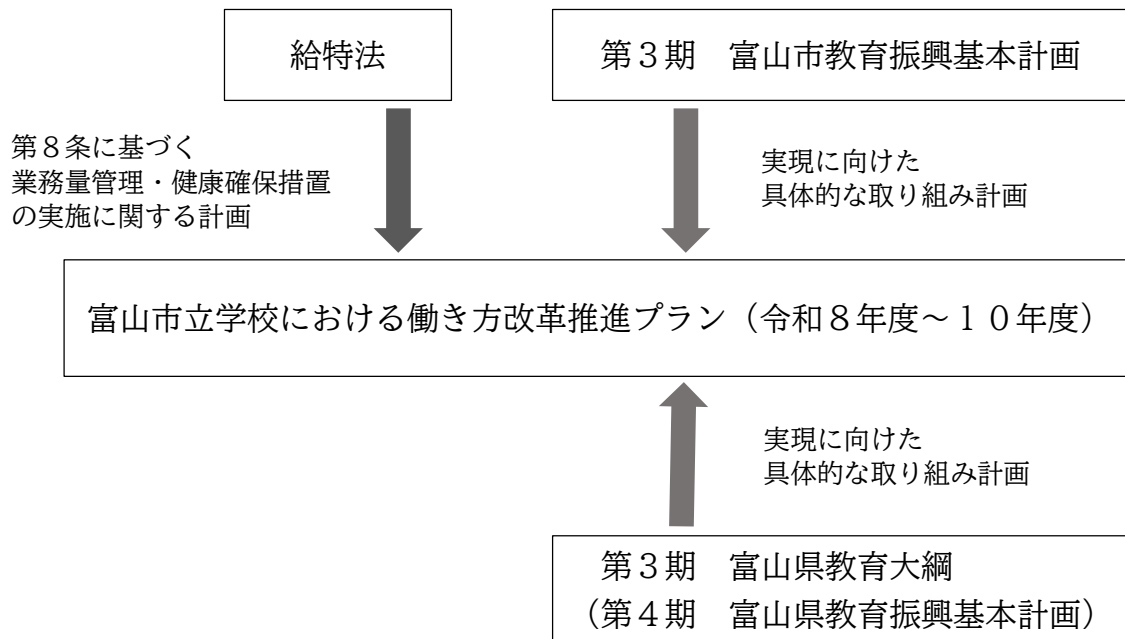 給特法
第３期　富山市教育振興基本計画
第８条に基づく
業務量管理・健康確保措置
の実施に関する計画
実現に向けた
具体的な取り組み計画
富山市立学校における働き方改革推進プラン（令和８年度～１０年度）
実現に向けた
具体的な取り組み計画
第３期　富山県教育大綱
（第４期　富山県教育振興基本計画）